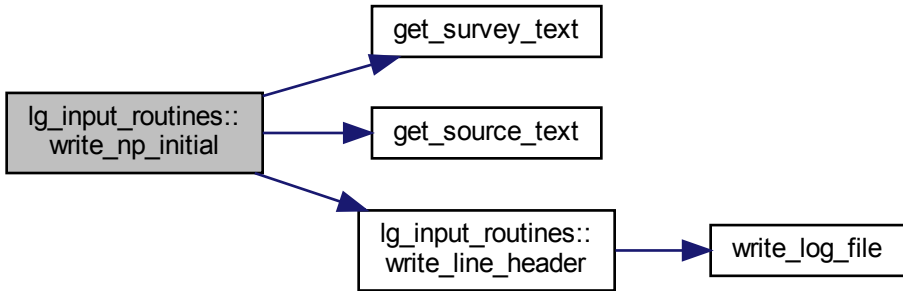 get_survey_text
lg_input_routines::
write_np_initial
get_source_text
lg_input_routines::
write_line_header
write_log_file